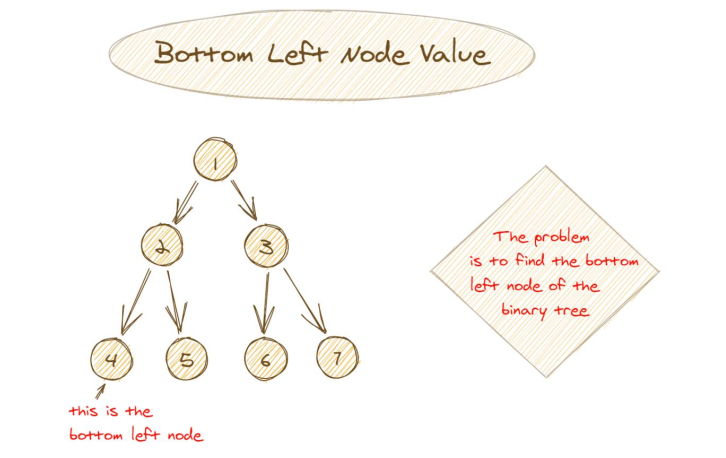 Bottom Left Node Value
1
2
3
The problem
is to find the bottom
left node of the
binary tree
4
5
6
7
this is the
bottom left node